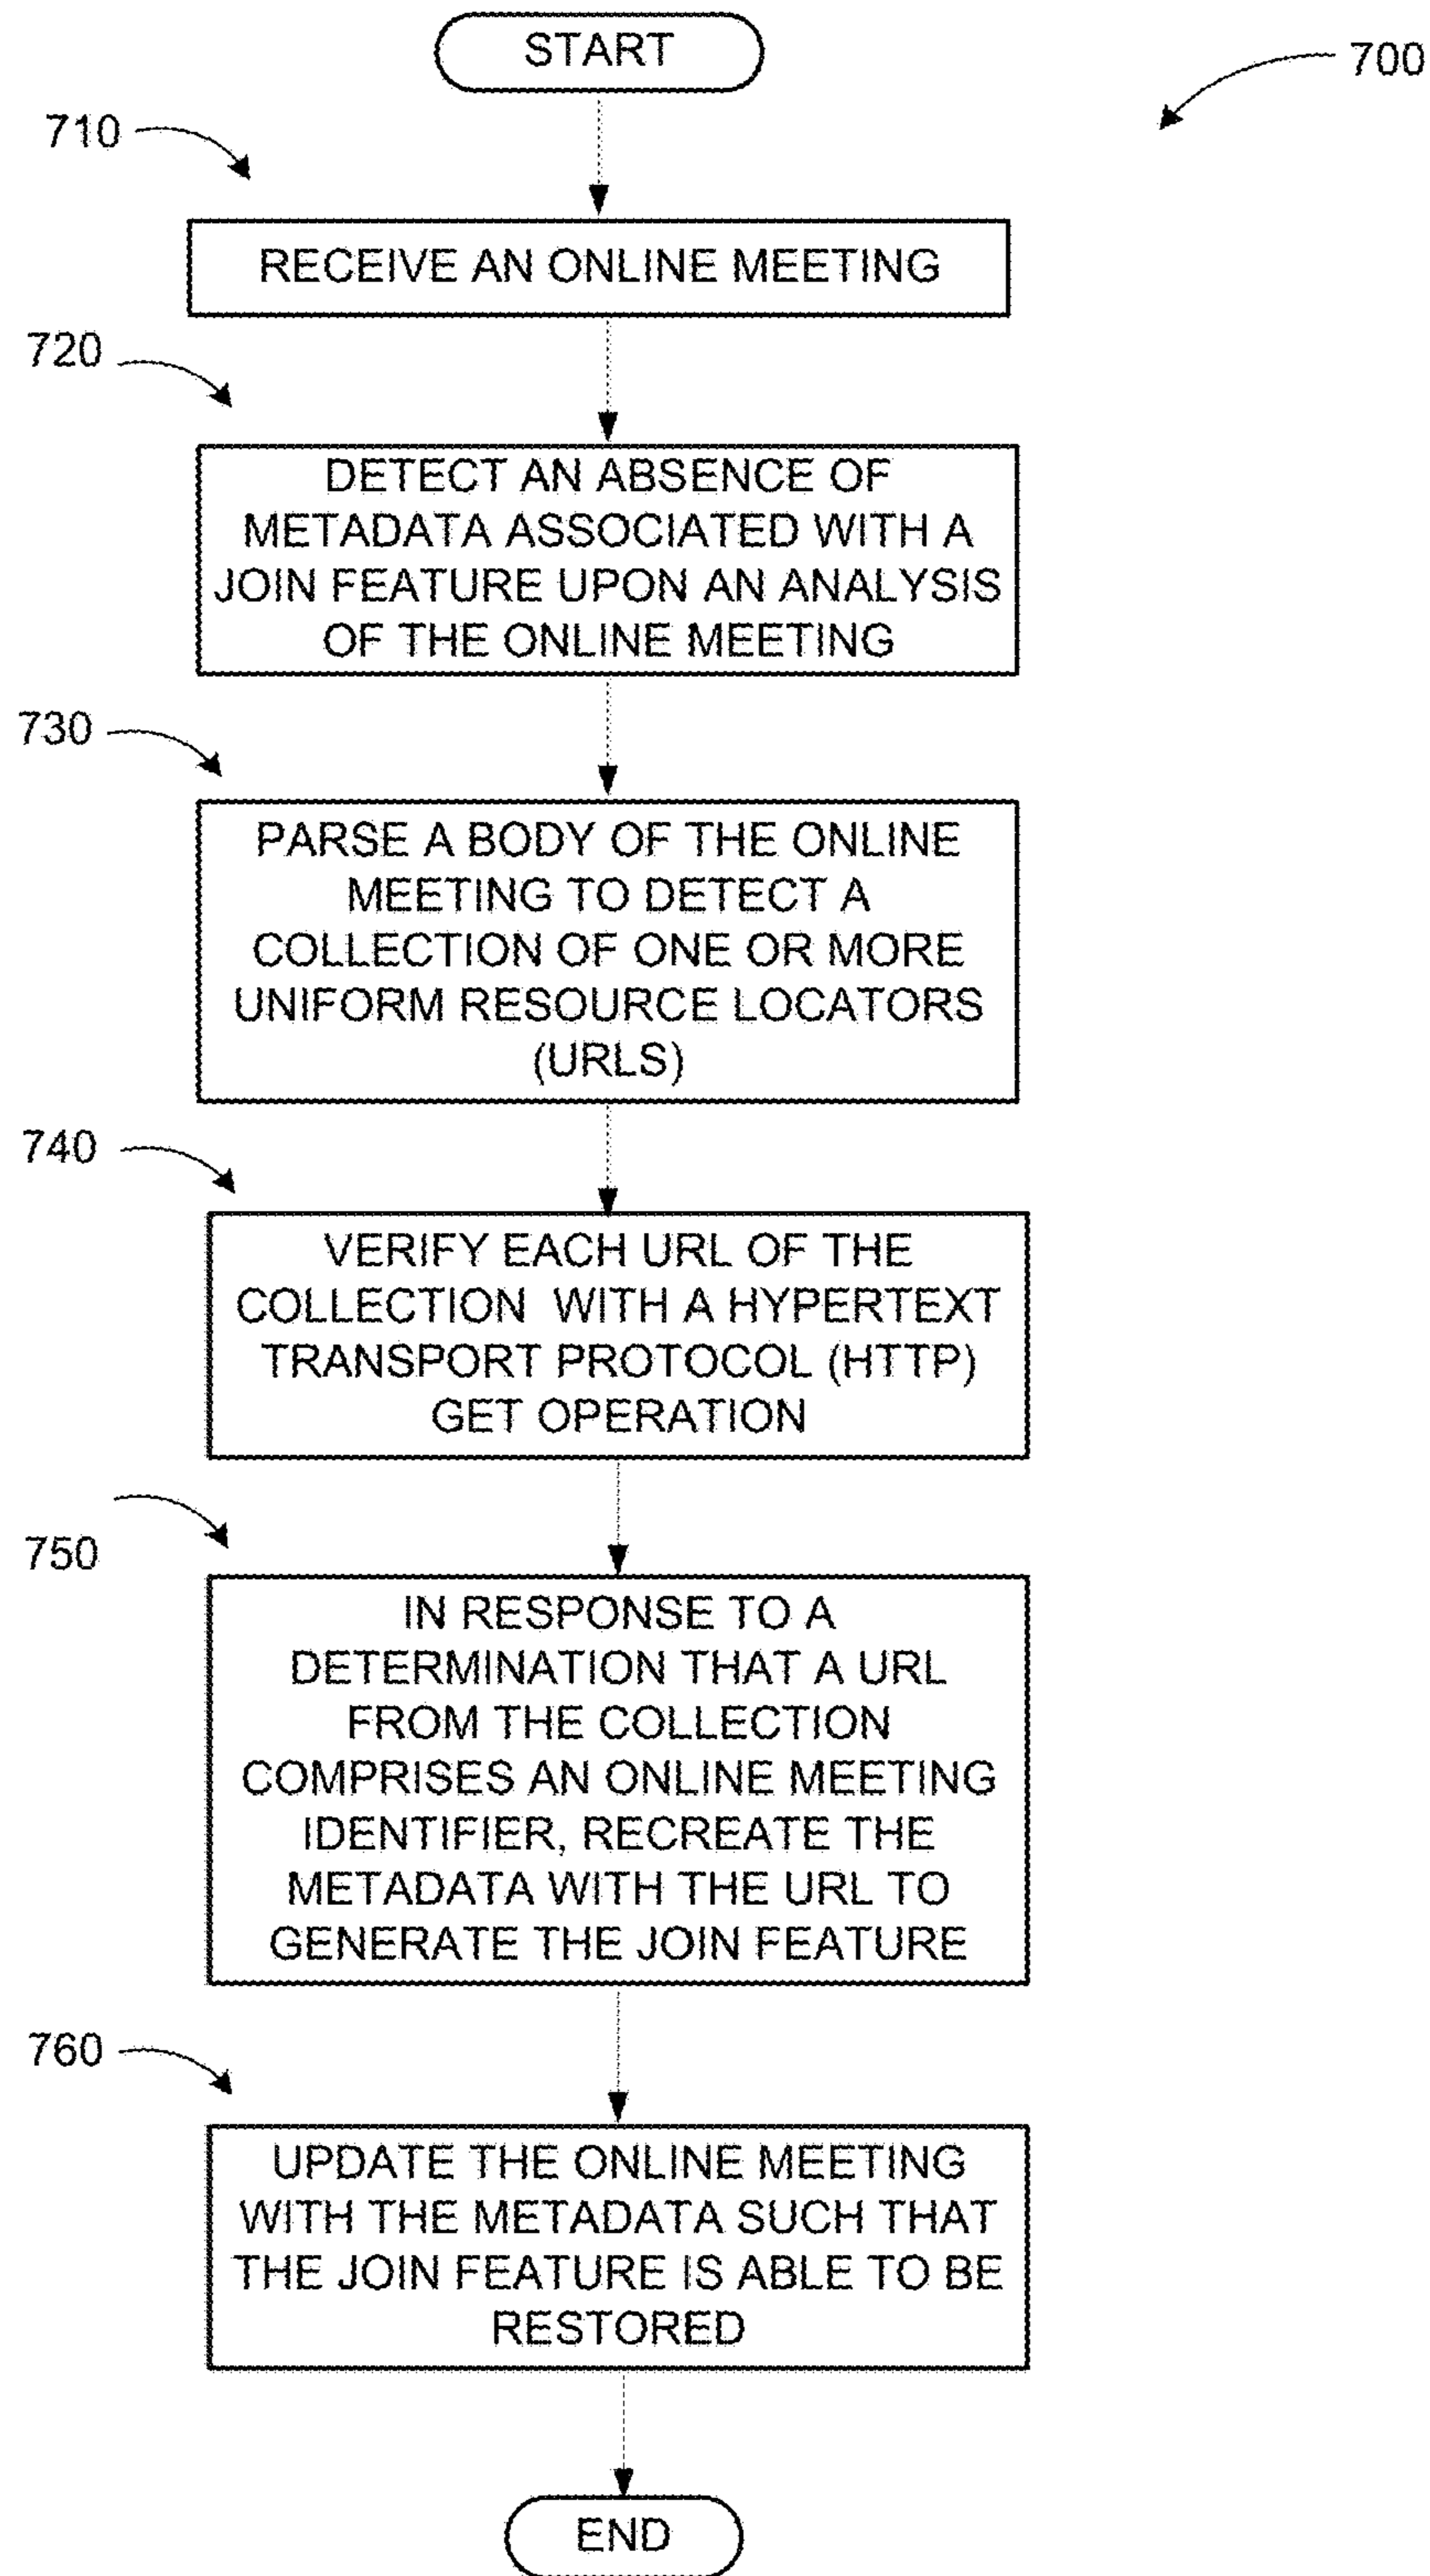 START
700
710
RECEIVE AN ONLINE MEETING
720
DETECT AN ABSENCE OF
METADATA ASSOCIATED WITH A
JOIN FEATURE UPON AN ANALYSIS
OF THE ONLINE MEETING
730
PARSE A BODY OF THE ONLINE
MEETING TO DETECT A
COLLECTION OF ONE OR MORE
UNIFORM RESOURCE LOCATORS
(URLS)
740
VERIFY EACH URL OF THE
COLLECTION WITH A HYPERTEXT
TRANSPORT PROTOCOL (HTTP)
GET OPERATION
750
IN RESPONSE TO A
DETERMINATION THAT A URL
FROM THE COLLECTION
COMPRISES AN ONLINE MEETING
IDENTIFIER, RECREATE THE
METADATA WITH THE URL TO
GENERATE THE JOIN FEATURE
760
UPDATE THE ONLINE MEETING
WITH THE METADATA SUCH THAT
THE JOIN FEATURE IS ABLE TO BE
RESTORED
END